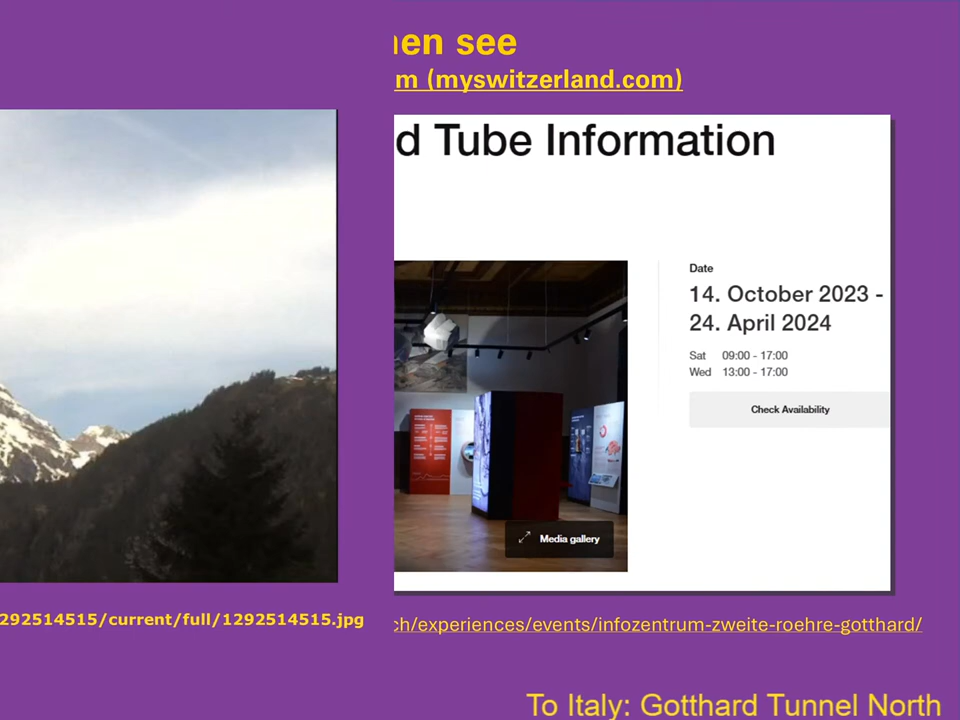 en see
m (myswitzerland.com)
d Tube Information
Date
14. October 2023 -
24. April 2024
Sat 09:00 - 17:00
Wed 13:00 - 17:00
Check Availability
Media gallery
292514515/current/full/1292514515.jpg
ch/experiences/events/infozentrum-zweite-roehre-gotthard/
To Italy: Gotthard Tunnel North